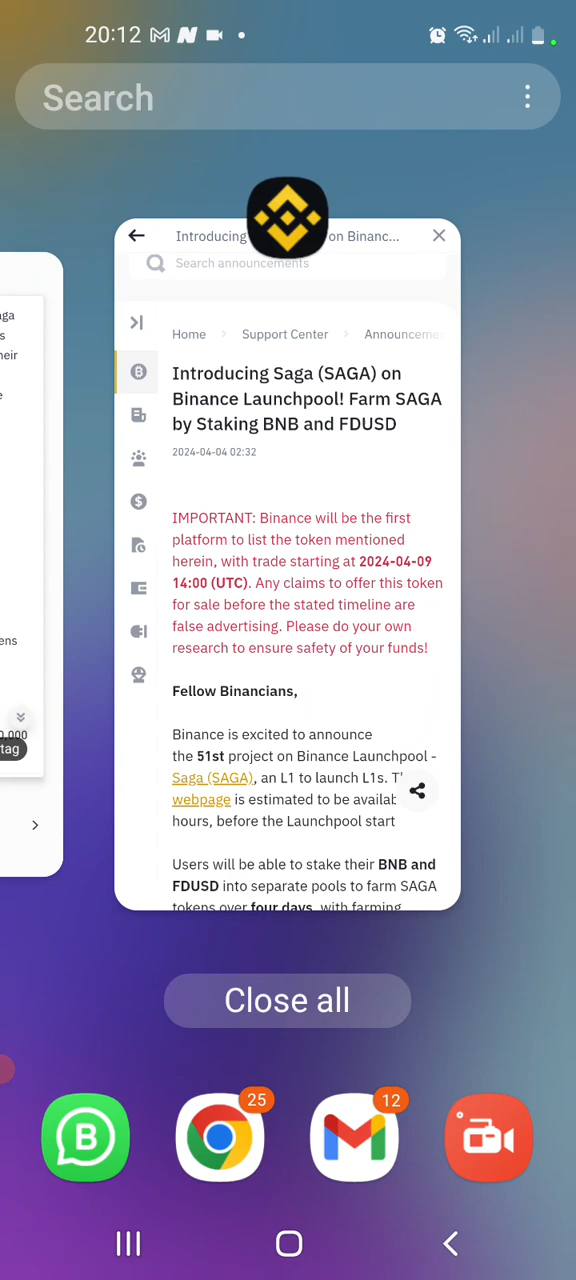 20:12
Search
Introducing
on Binanc...
Search announcements
Home
Support Center
Announceme
Introducing Saga (SAGA) on
Binance Launchpool! Farm SAGA
by Staking BNB and FDUSD
2024-04-04 02:32
IMPORTANT: Binance will be the first
platform to list the token mentioned
herein, with trade starting at 2024-04-09
14:00 (UTC). Any claims to offer this token
for sale before the stated timeline are
false advertising. Please do your own
research to ensure safety of your funds!
Fellow Binancians,
Binance is excited to announce
the 51st project on Binance Launchpool -
Saga (SAGA), an L1 to launch L1s.
webpage is estimated to be availab
hours, before the Launchpool start
Users will be able to stake their BNB and
FDUSD into separate pools to farm SAGA
tokens over four days, with farming
aga
s
heir
e
ens
0,000
tag
Close all
B
25
12